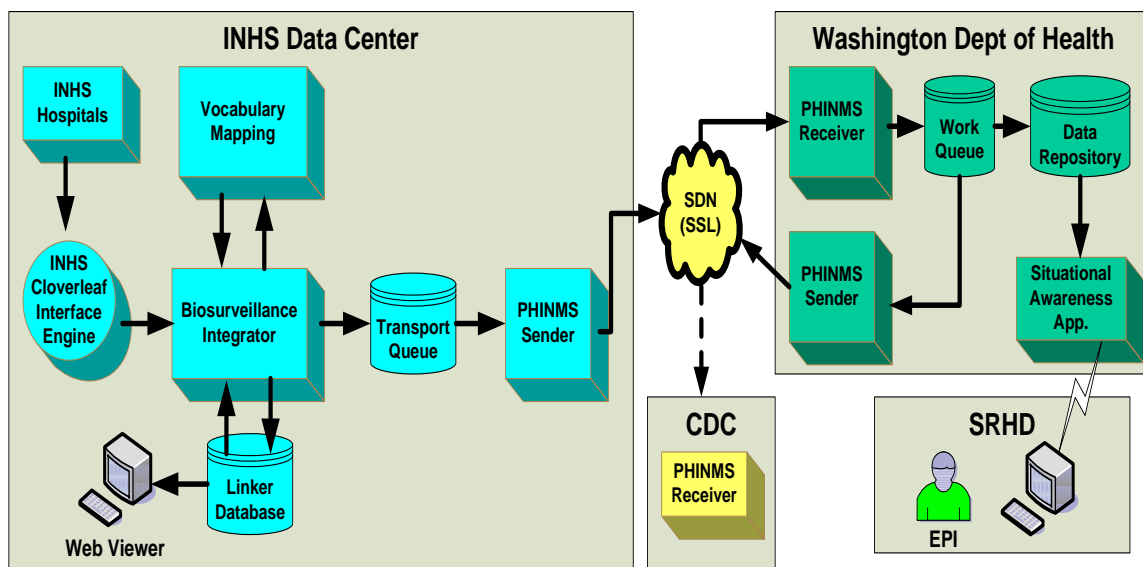 INHS Data Center
INHS
Hospitals
Vocabulary
Mapping
INHS
Cloverleaf
Interface
Engine
Biosurveillance
Integrator
Transport
Queue
PHINMS
Sender
Linker
Database
Web Viewer
SDN
(SSL)
CDC
PHINMS
Receiver
Washington Dept of Health
PHINMS
Receiver
Work
Queue
Data
Repository
PHINMS
Sender
Situational
Awareness
App.
SRHD
EPI